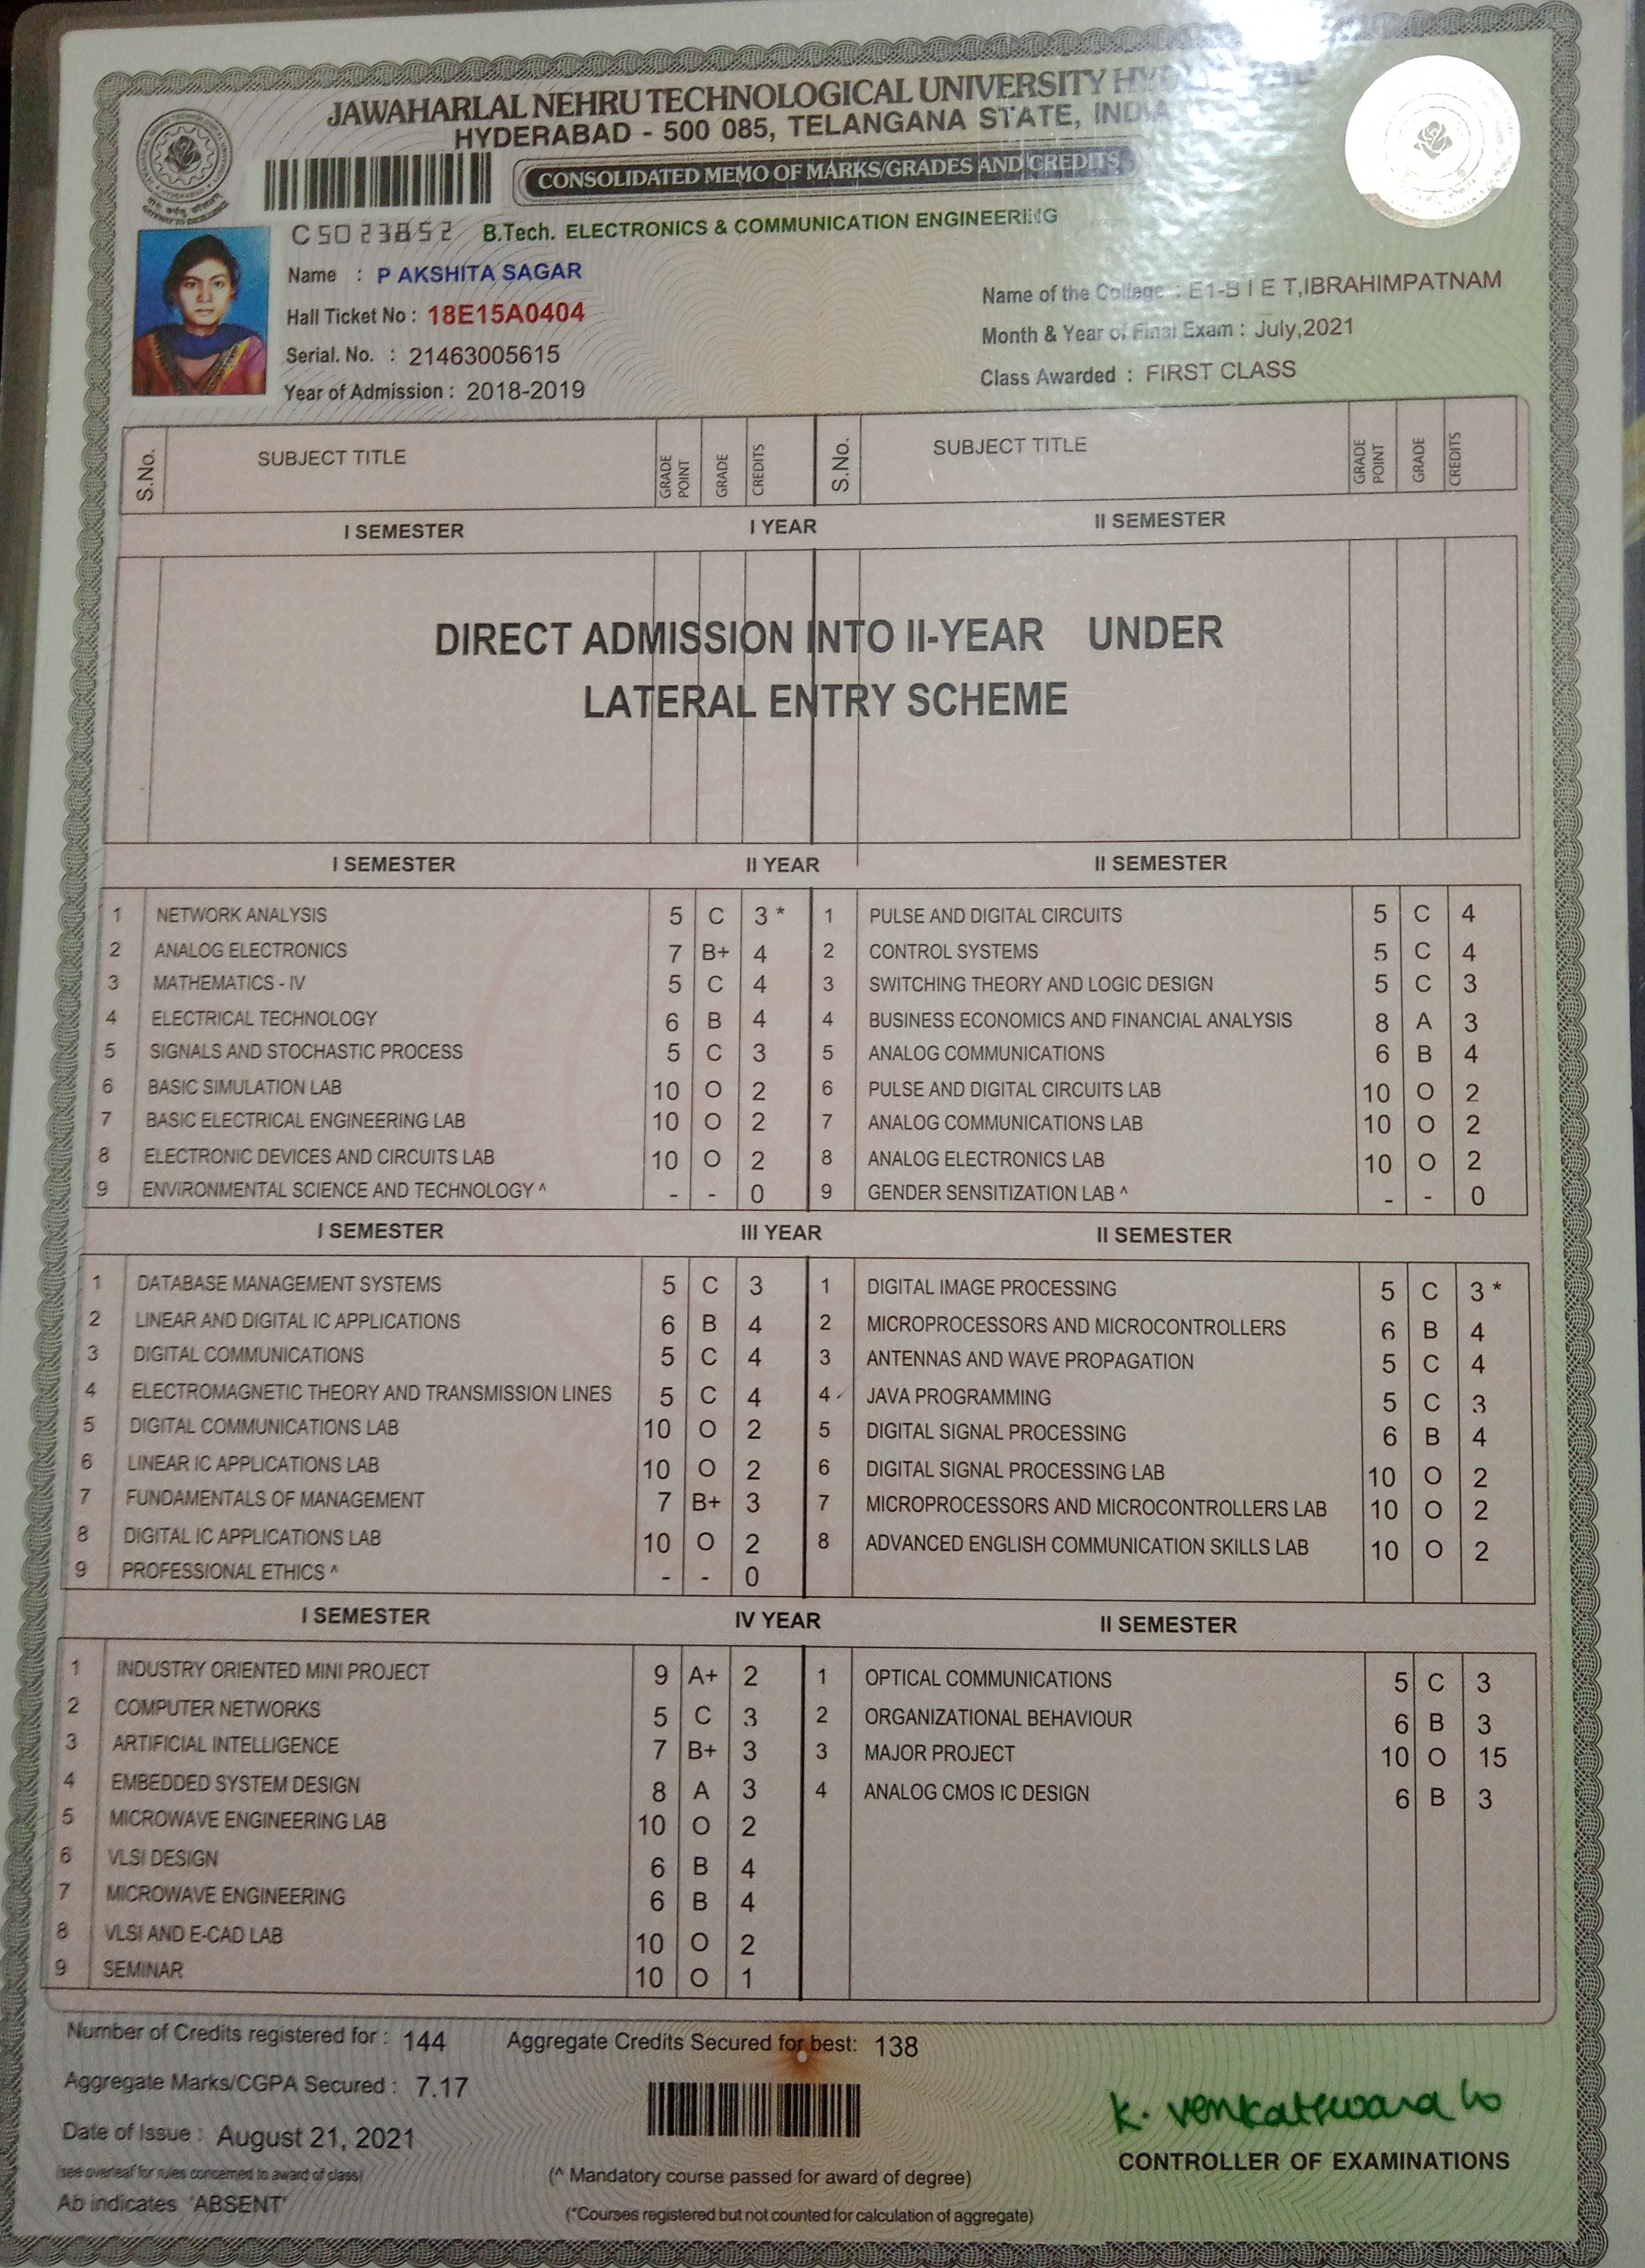 JAWAHARLAL NEHRU TECHNOLOGICAL UNIVERSITY
HYDERABAD - 500 085, TELANGANA STATE, INDIA
CONSOLIDATED MEMO OF MARKS/GRADES AND CREDITS
CS023852 B.Tech. ELECTRONICS & COMMUNICATION ENGINEERING
Name : P AKSHITA SAGAR
Hall Ticket No : 18E15A0404
Serial. No. : 21463005615
Year of Admission : 2018-2019
Name of the College : E1-B I E T,IBRAHIMPATNAM
Month & Year of Final Exam : July,2021
Class Awarded : FIRST CLASS
S.No. SUBJECT TITLE GRADE POINT GRADE CREDITS S.No. SUBJECT TITLE GRADE POINT GRADE CREDITS
I SEMESTER I YEAR II SEMESTER
DIRECT ADMISSION INTO II-YEAR UNDER
LATERAL ENTRY SCHEME
I SEMESTER II YEAR II SEMESTER
1 NETWORK ANALYSIS 5 C 3 * 1 PULSE AND DIGITAL CIRCUITS 5 C 4
2 ANALOG ELECTRONICS 7 B+ 4 2 CONTROL SYSTEMS 5 C 4
3 MATHEMATICS - IV 5 C 4 3 SWITCHING THEORY AND LOGIC DESIGN 5 C 3
4 ELECTRICAL TECHNOLOGY 6 B 4 4 BUSINESS ECONOMICS AND FINANCIAL ANALYSIS 8 A 3
5 SIGNALS AND STOCHASTIC PROCESS 5 C 3 5 ANALOG COMMUNICATIONS 6 B 4
6 BASIC SIMULATION LAB 10 O 2 6 PULSE AND DIGITAL CIRCUITS LAB 10 O 2
7 BASIC ELECTRICAL ENGINEERING LAB 10 O 2 7 ANALOG COMMUNICATIONS LAB 10 O 2
8 ELECTRONIC DEVICES AND CIRCUITS LAB 10 O 2 8 ANALOG ELECTRONICS LAB 10 O 2
9 ENVIRONMENTAL SCIENCE AND TECHNOLOGY ^ - - 0 9 GENDER SENSITIZATION LAB ^ - - 0
I SEMESTER III YEAR II SEMESTER
1 DATABASE MANAGEMENT SYSTEMS 5 C 3 1 DIGITAL IMAGE PROCESSING 5 C 3 *
2 LINEAR AND DIGITAL IC APPLICATIONS 6 B 4 2 MICROPROCESSORS AND MICROCONTROLLERS 6 B 4
3 DIGITAL COMMUNICATIONS 5 C 4 3 ANTENNAS AND WAVE PROPAGATION 5 C 4
4 ELECTROMAGNETIC THEORY AND TRANSMISSION LINES 5 C 4 4 JAVA PROGRAMMING 5 C 3
5 DIGITAL COMMUNICATIONS LAB 10 O 2 5 DIGITAL SIGNAL PROCESSING 6 B 4
6 LINEAR IC APPLICATIONS LAB 10 O 2 6 DIGITAL SIGNAL PROCESSING LAB 10 O 2
7 FUNDAMENTALS OF MANAGEMENT 7 B+ 3 7 MICROPROCESSORS AND MICROCONTROLLERS LAB 10 O 2
8 DIGITAL IC APPLICATIONS LAB 10 O 2 8 ADVANCED ENGLISH COMMUNICATION SKILLS LAB 10 O 2
9 PROFESSIONAL ETHICS ^ - - 0
I SEMESTER IV YEAR II SEMESTER
1 INDUSTRY ORIENTED MINI PROJECT 9 A+ 2 1 OPTICAL COMMUNICATIONS 5 C 3
2 COMPUTER NETWORKS 5 C 3 2 ORGANIZATIONAL BEHAVIOUR 6 B 3
3 ARTIFICIAL INTELLIGENCE 7 B+ 3 3 MAJOR PROJECT 10 O 15
4 EMBEDDED SYSTEM DESIGN 8 A 3 4 ANALOG CMOS IC DESIGN 6 B 3
5 MICROWAVE ENGINEERING LAB 10 O 2
6 VLSI DESIGN 6 B 4
7 MICROWAVE ENGINEERING 6 B 4
8 VLSI AND E-CAD LAB 10 O 2
9 SEMINAR 10 O 1
Number of Credits registered for : 144 Aggregate Credits Secured for best: 138
Aggregate Marks/CGPA Secured : 7.17
Date of Issue : August 21, 2021
(see overleaf for rules concerned to award of class)
Ab indicates 'ABSENT'
(^ Mandatory course passed for award of degree)
(*Courses registered but not counted for calculation of aggregate)
K. Venkateswara
CONTROLLER OF EXAMINATIONS